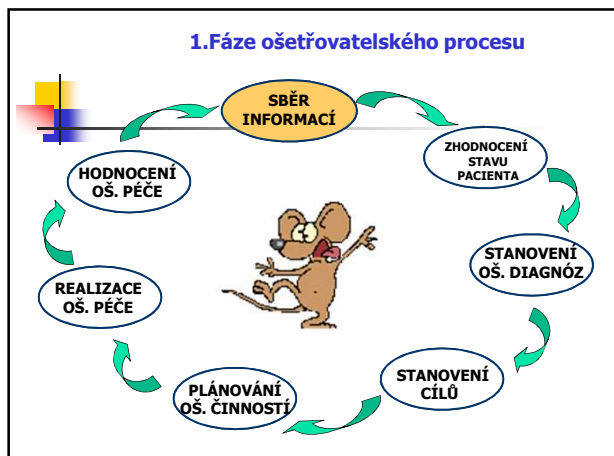 1.Fáze ošetřovatelského procesu
SBĚR
INFORMACÍ
ZHODNOCENÍ
STAVU
PACIENTA
STANOVENÍ
OŠ. DIAGNÓZ
STANOVENÍ
CÍLŮ
PLÁNOVÁNÍ
OŠ. ČINNOSTÍ
REALIZACE
OŠ. PÉČE
HODNOCENÍ
OŠ. PÉČE